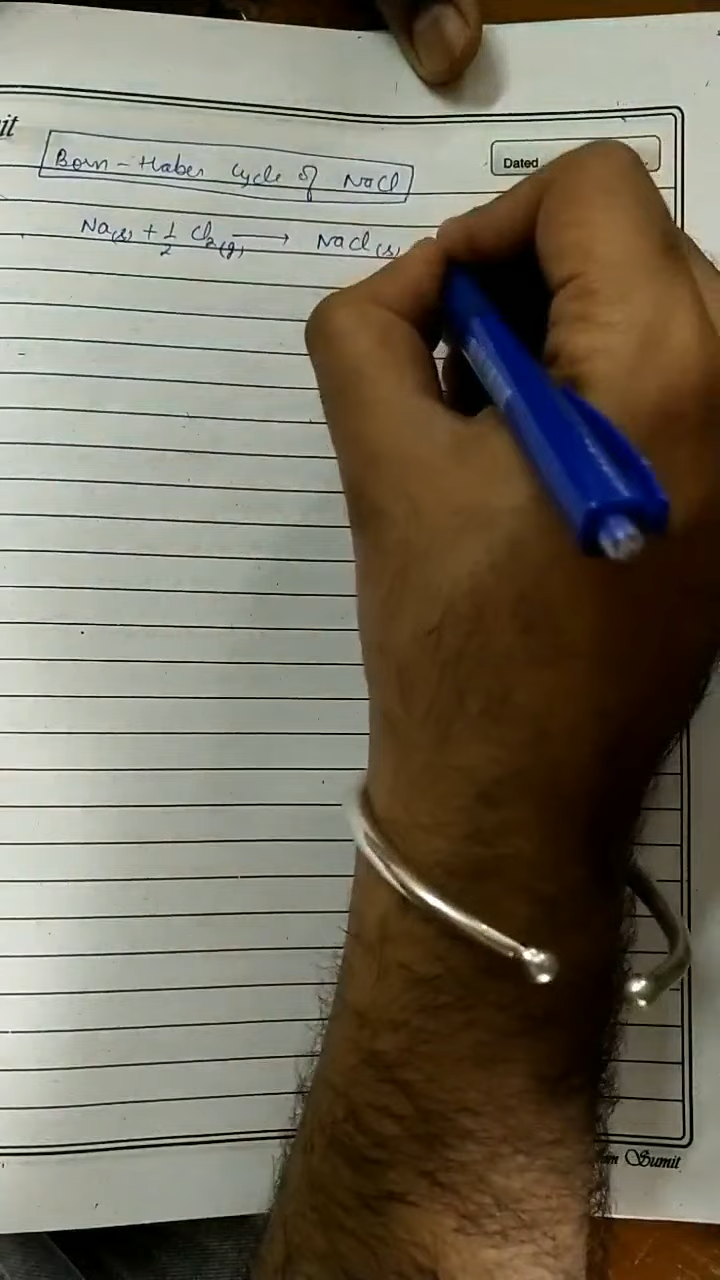 it
Dated
Born-Haber cycle of NaCl
Na(s) + 1/2 Cl2(g) ⟶ NaCl(s)
Sumit